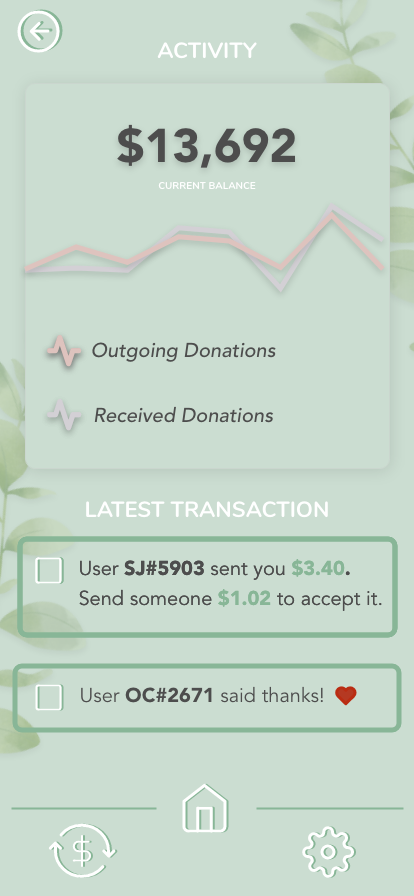 ACTIVITY
$13,692
CURRENT BALANCE
Outgoing Donations
Received Donations
LATEST TRANSACTION
User SJ#5903 sent you $3.40.
Send someone $1.02 to accept it.
User OC#2671 said thanks! ❤
$